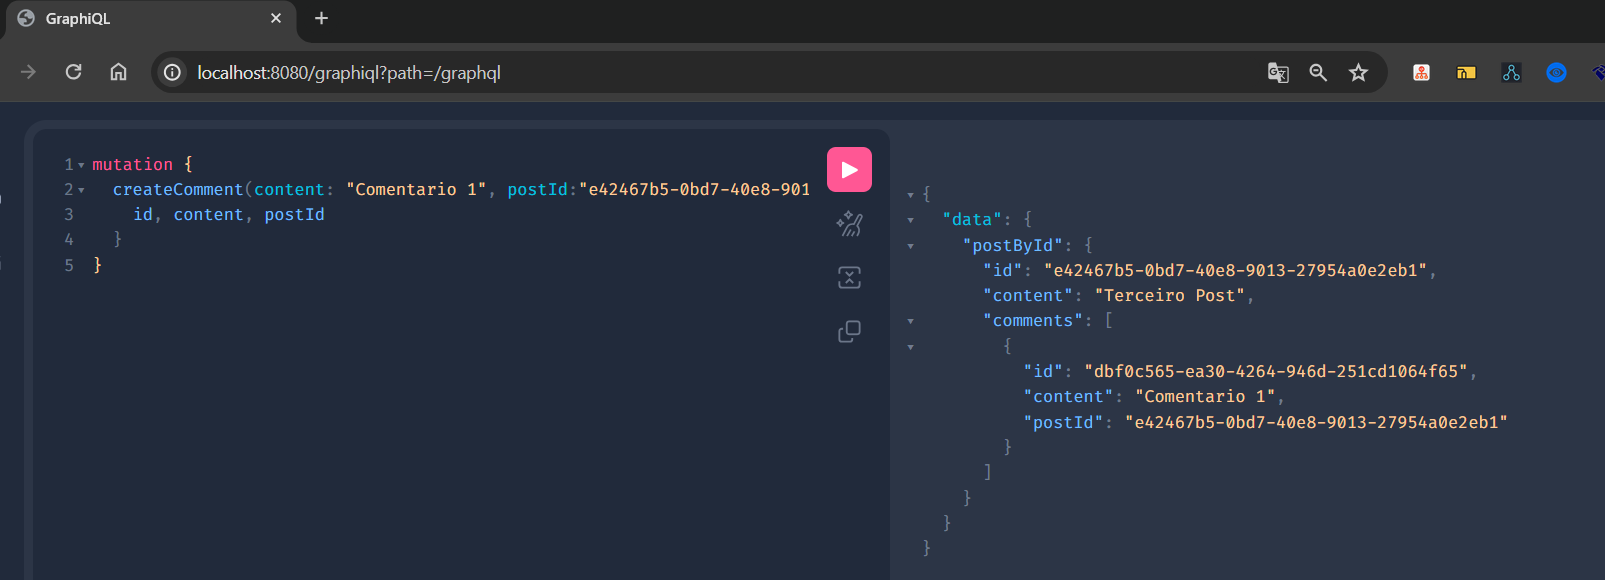 GraphiQL
localhost:8080/graphiql?path=/graphql
1 mutation {
2 createComment(content: "Comentario 1", postId:"e42467b5-0bd7-40e8-901
3 id, content, postId
4 }
5 }
{
"data": {
"postById": {
"id": "e42467b5-0bd7-40e8-9013-27954a0e2eb1",
"content": "Terceiro Post",
"comments": [
{
"id": "dbf0c565-ea30-4264-946d-251cd1064f65",
"content": "Comentario 1",
"postId": "e42467b5-0bd7-40e8-9013-27954a0e2eb1"
}
]
}
}
}